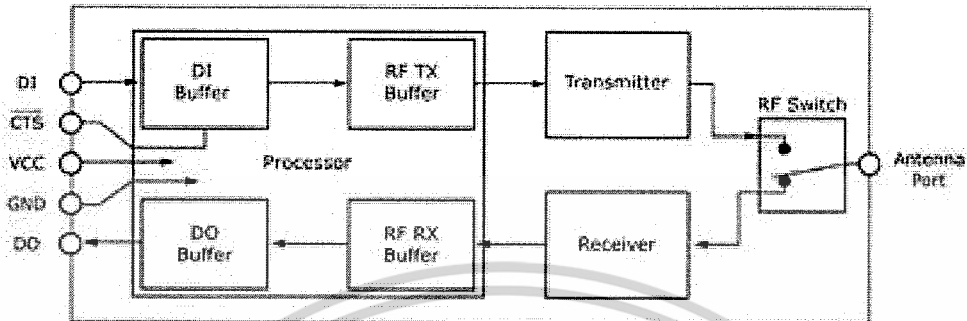 DI
CTS
VCC
GND
DO
DI
Buffer
RF TX
Buffer
Processor
DO
Buffer
RF RX
Buffer
Transmitter
Receiver
RF Switch
Antenna
Port